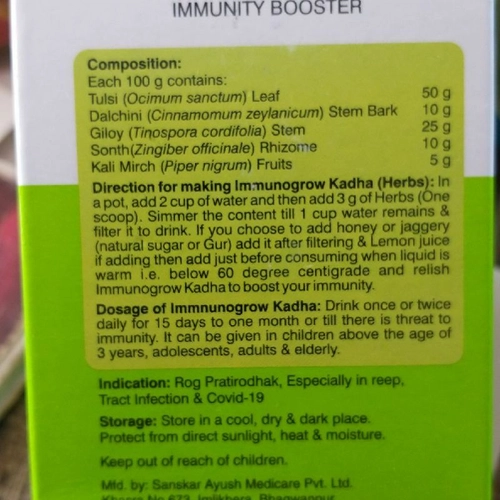 IMMUNITY BOOSTER
Composition:
Each 100 g contains:
Tulsi (Ocimum sanctum) Leaf 50 g
Dalchini (Cinnamomum zeylanicum) Stem Bark 10 g
Giloy (Tinospora cordifolia) Stem 25 g
Sonth(Zingiber officinale) Rhizome 10 g
Kali Mirch (Piper nigrum) Fruits 5 g
Direction for making Immunogrow Kadha (Herbs): In
a pot, add 2 cup of water and then add 3 g of Herbs (One
scoop). Simmer the content till 1 cup water remains &
filter it to drink. If you choose to add honey or jaggery
(natural sugar or Gur) add it after filtering & Lemon juice
if adding then add just before consuming when liquid is
warm i.e. below 60 degree centigrade and relish
Immunogrow Kadha to boost your immunity.
Dosage of Immnunogrow Kadha: Drink once or twice
daily for 15 days to one month or till there is threat to
immunity. It can be given in children above the age of
3 years, adolescents, adults & elderly.
Indication: Rog Pratirodhak, Especially in reep,
Tract Infection & Covid-19
Storage: Store in a cool, dry & dark place.
Protect from direct sunlight, heat & moisture.
Keep out of reach of children.
Mfd. by: Sanskar Ayush Medicare Pvt. Ltd.